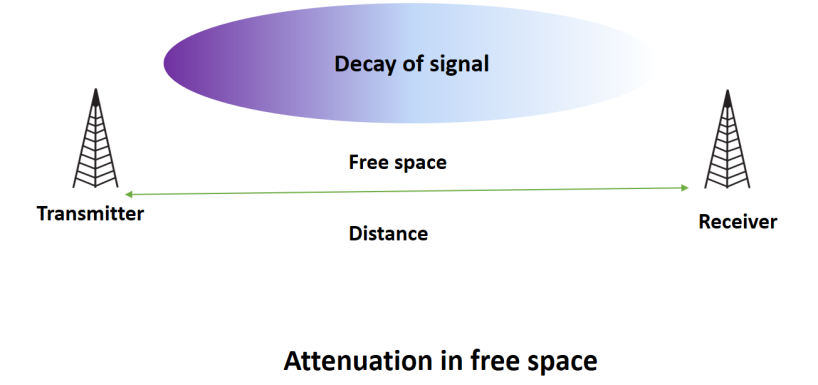 Decay of signal
Free space
Transmitter
Receiver
Distance
Attenuation in free space